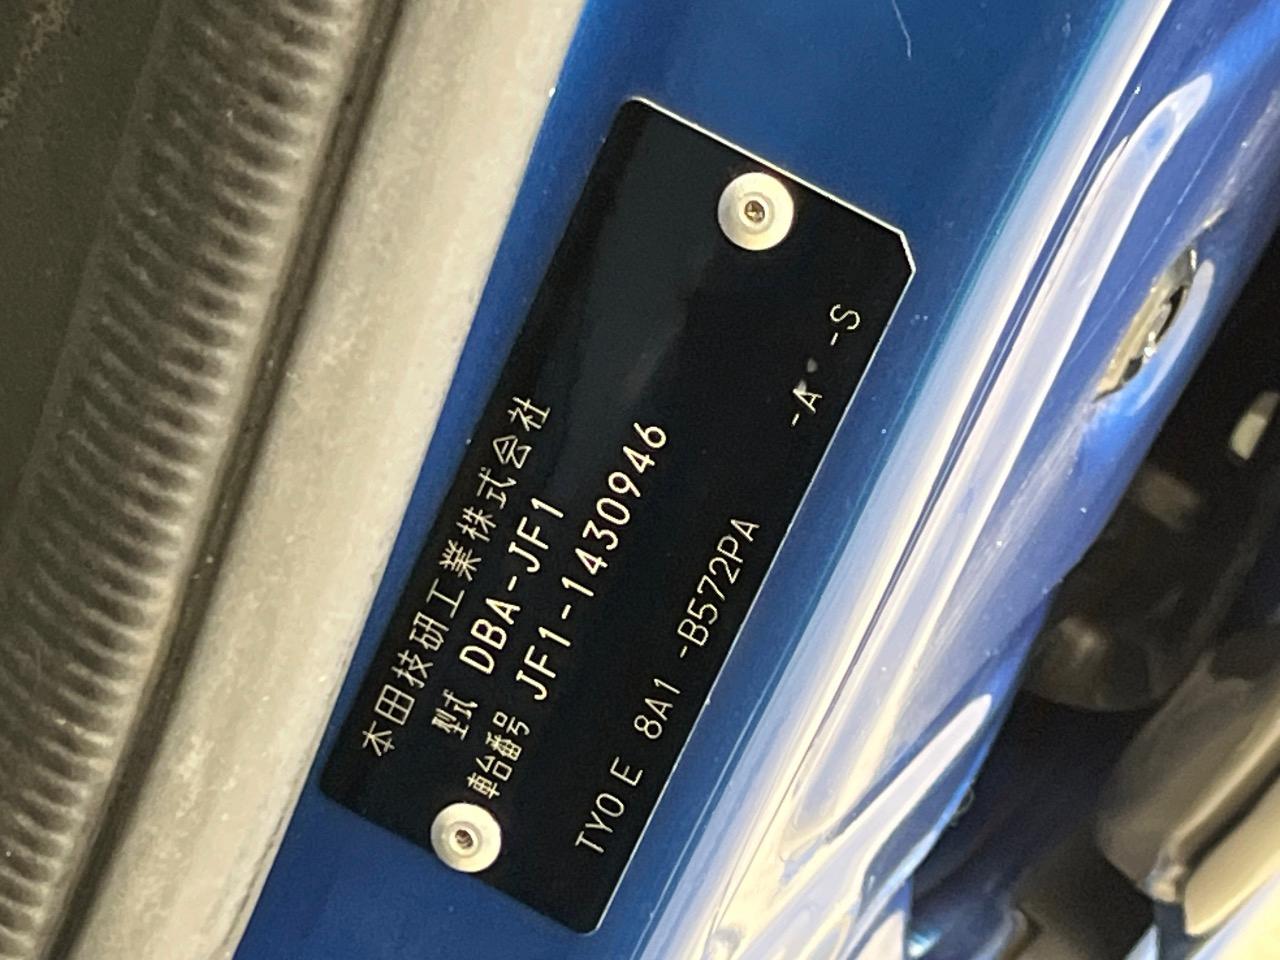 本田技研工業株式会社
型式 DBA-JF1
車台番号 JF1-1430946
TYO E 8A1 -B572PA -A -S